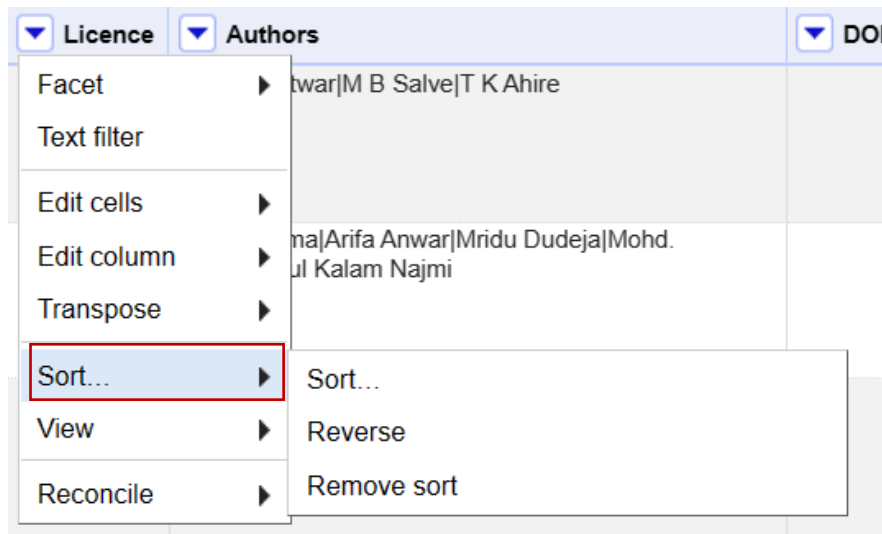 Licence Authors DOI
Facet
twar|M B Salve|T K Ahire
Text filter
Edit cells
Edit column
ma|Arifa Anwar|Mridu Dudeja|Mohd.
ul Kalam Najmi
Transpose
Sort...
View
Reconcile
Sort...
Reverse
Remove sort